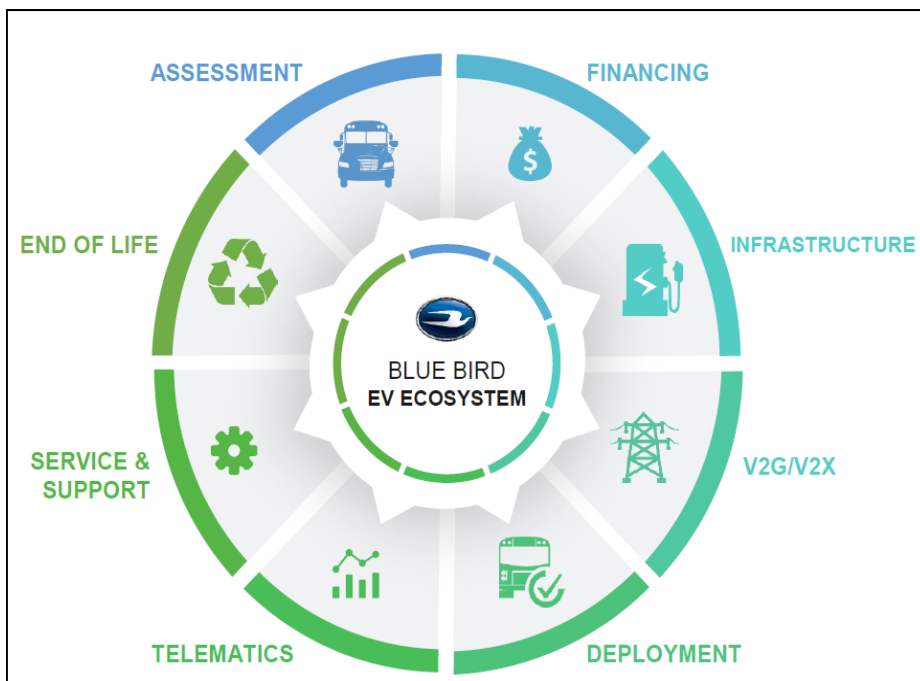 ASSESSMENT
FINANCING
INFRASTRUCTURE
V2G/V2X
DEPLOYMENT
TELEMATICS
SERVICE &
SUPPORT
END OF LIFE
$
BLUE BIRD
EV ECOSYSTEM